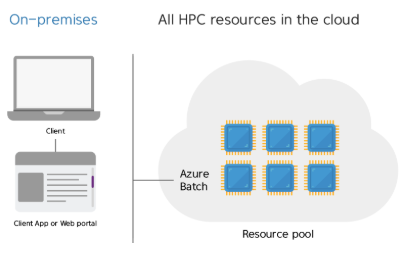 On-premises
All HPC resources in the cloud
Client
Client App or Web portal
Azure
Batch
Resource pool